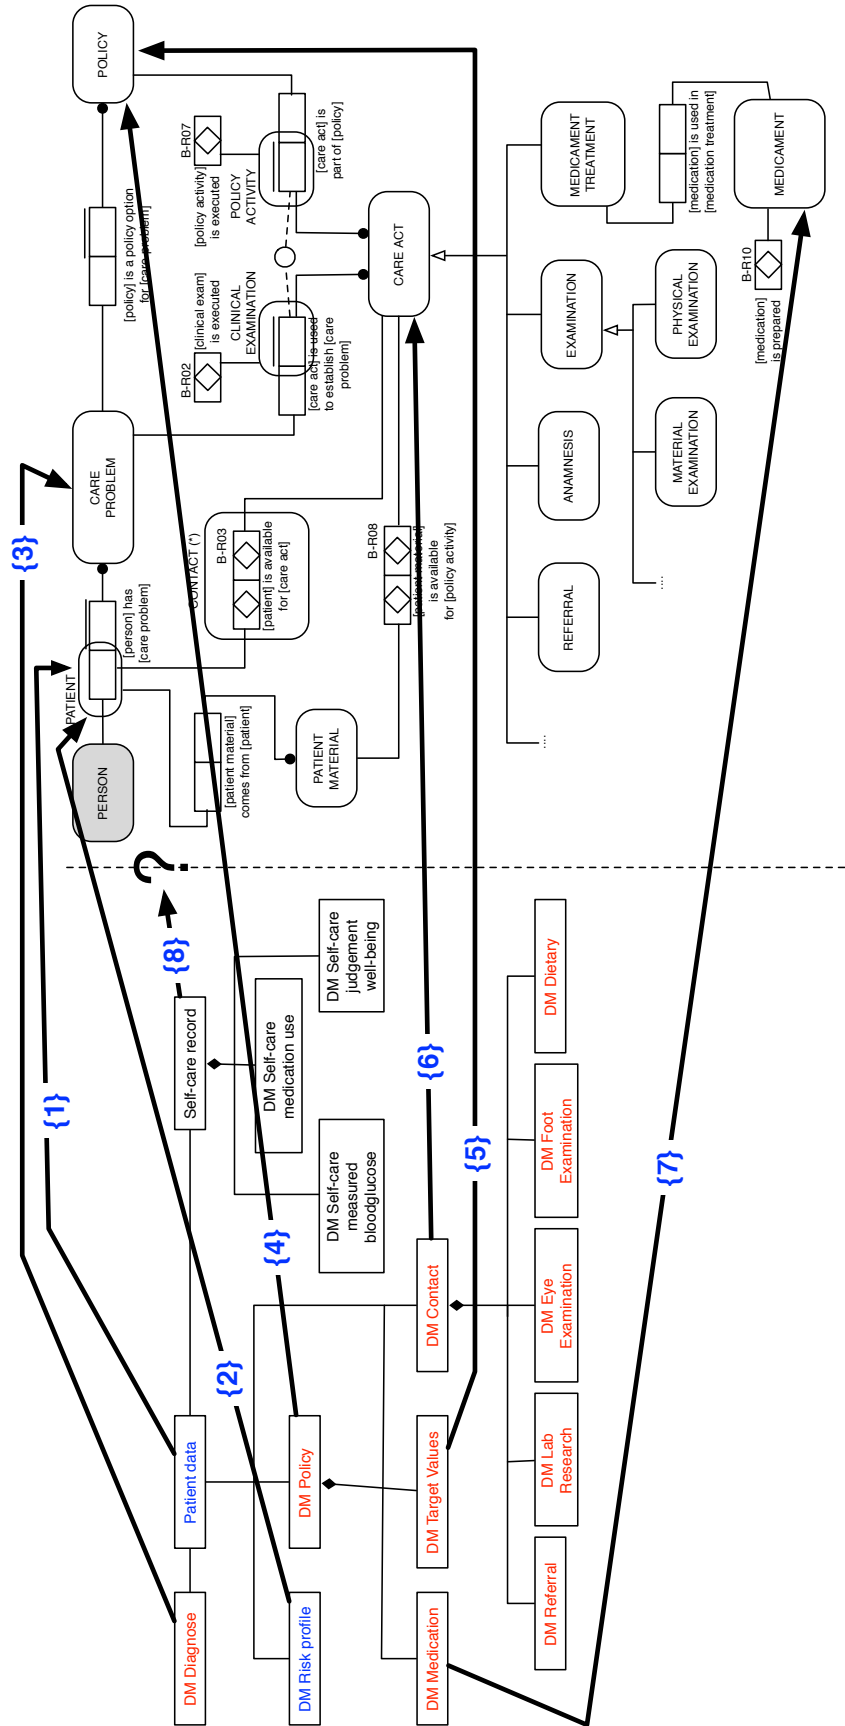 DM Diagnose
Patient data
Self-care record
DM Risk profile
DM Policy
DM Self-care
measured
bloodglucose
DM Self-care
medication use
DM Self-care
judgement
well-being
DM Medication
DM Target Values
DM Contact
DM Referral
DM Lab
Research
DM Eye
Examination
DM Foot
Examination
DM Dietary
{1}
{2}
{3}
{4}
{5}
{6}
{7}
{8}
?
PERSON
PATIENT
[person] has
[care problem]
CARE
PROBLEM
[policy] is a policy option
for [care problem]
POLICY
[patient material]
comes from [patient]
PATIENT
MATERIAL
CONTACT (*)
B-R03
[patient] is available
for [care act]
B-R08
[patient material]
is available
for [policy activity]
B-R02
[clinical exam]
is executed
CLINICAL
EXAMINATION
[care act] is used
to establish [care
problem]
B-R07
[policy activity]
is executed
POLICY
ACTIVITY
[care act] is
part of [policy]
CARE ACT
....
REFERRAL
ANAMNESIS
EXAMINATION
MEDICAMENT
TREATMENT
....
MATERIAL
EXAMINATION
PHYSICAL
EXAMINATION
[medication] is used in
[medication treatment]
B-R10
[medication]
is prepared
MEDICAMENT